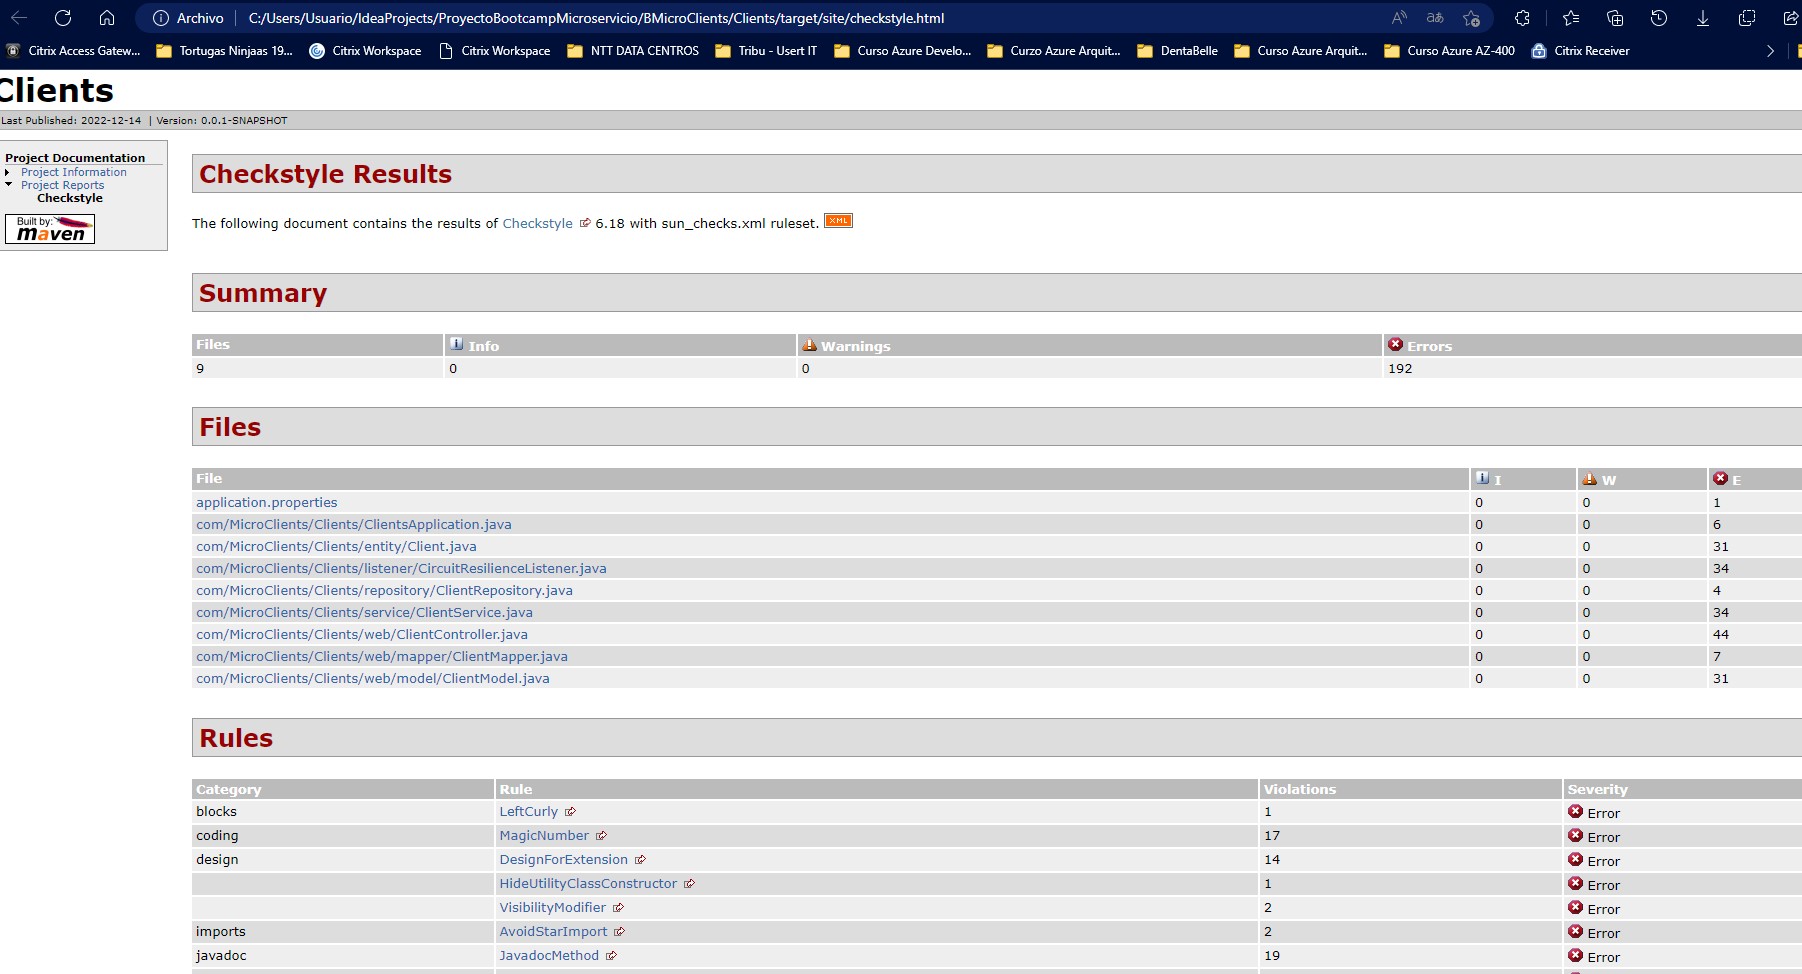 Archivo C:/Users/Usuario/IdeaProjects/ProyectoBootcampMicroservicio/BMicroClients/Clients/target/site/checkstyle.html
Citrix Access Gatew... Tortugas Ninjaas 19... Citrix Workspace Citrix Workspace NTT DATA CENTROS Tribu - Usert IT Curso Azure Develo... Curzo Azure Arquit... DentaBelle Curso Azure Arquit... Curso Azure AZ-400 Citrix Receiver
Clients
Last Published: 2022-12-14 | Version: 0.0.1-SNAPSHOT
Project Documentation
Project Information
Project Reports
Checkstyle
Built by:
maven
Checkstyle Results
The following document contains the results of Checkstyle 6.18 with sun_checks.xml ruleset. XML
Summary
Files Info Warnings Errors
9 0 0 192
Files
File I W E
application.properties 0 0 1
com/MicroClients/Clients/ClientsApplication.java 0 0 6
com/MicroClients/Clients/entity/Client.java 0 0 31
com/MicroClients/Clients/listener/CircuitResilienceListener.java 0 0 34
com/MicroClients/Clients/repository/ClientRepository.java 0 0 4
com/MicroClients/Clients/service/ClientService.java 0 0 34
com/MicroClients/Clients/web/ClientController.java 0 0 44
com/MicroClients/Clients/web/mapper/ClientMapper.java 0 0 7
com/MicroClients/Clients/web/model/ClientModel.java 0 0 31
Rules
Category Rule Violations Severity
blocks LeftCurly 1 Error
coding MagicNumber 17 Error
design DesignForExtension 14 Error
HideUtilityClassConstructor 1 Error
VisibilityModifier 2 Error
imports AvoidStarImport 2 Error
javadoc JavadocMethod 19 Error